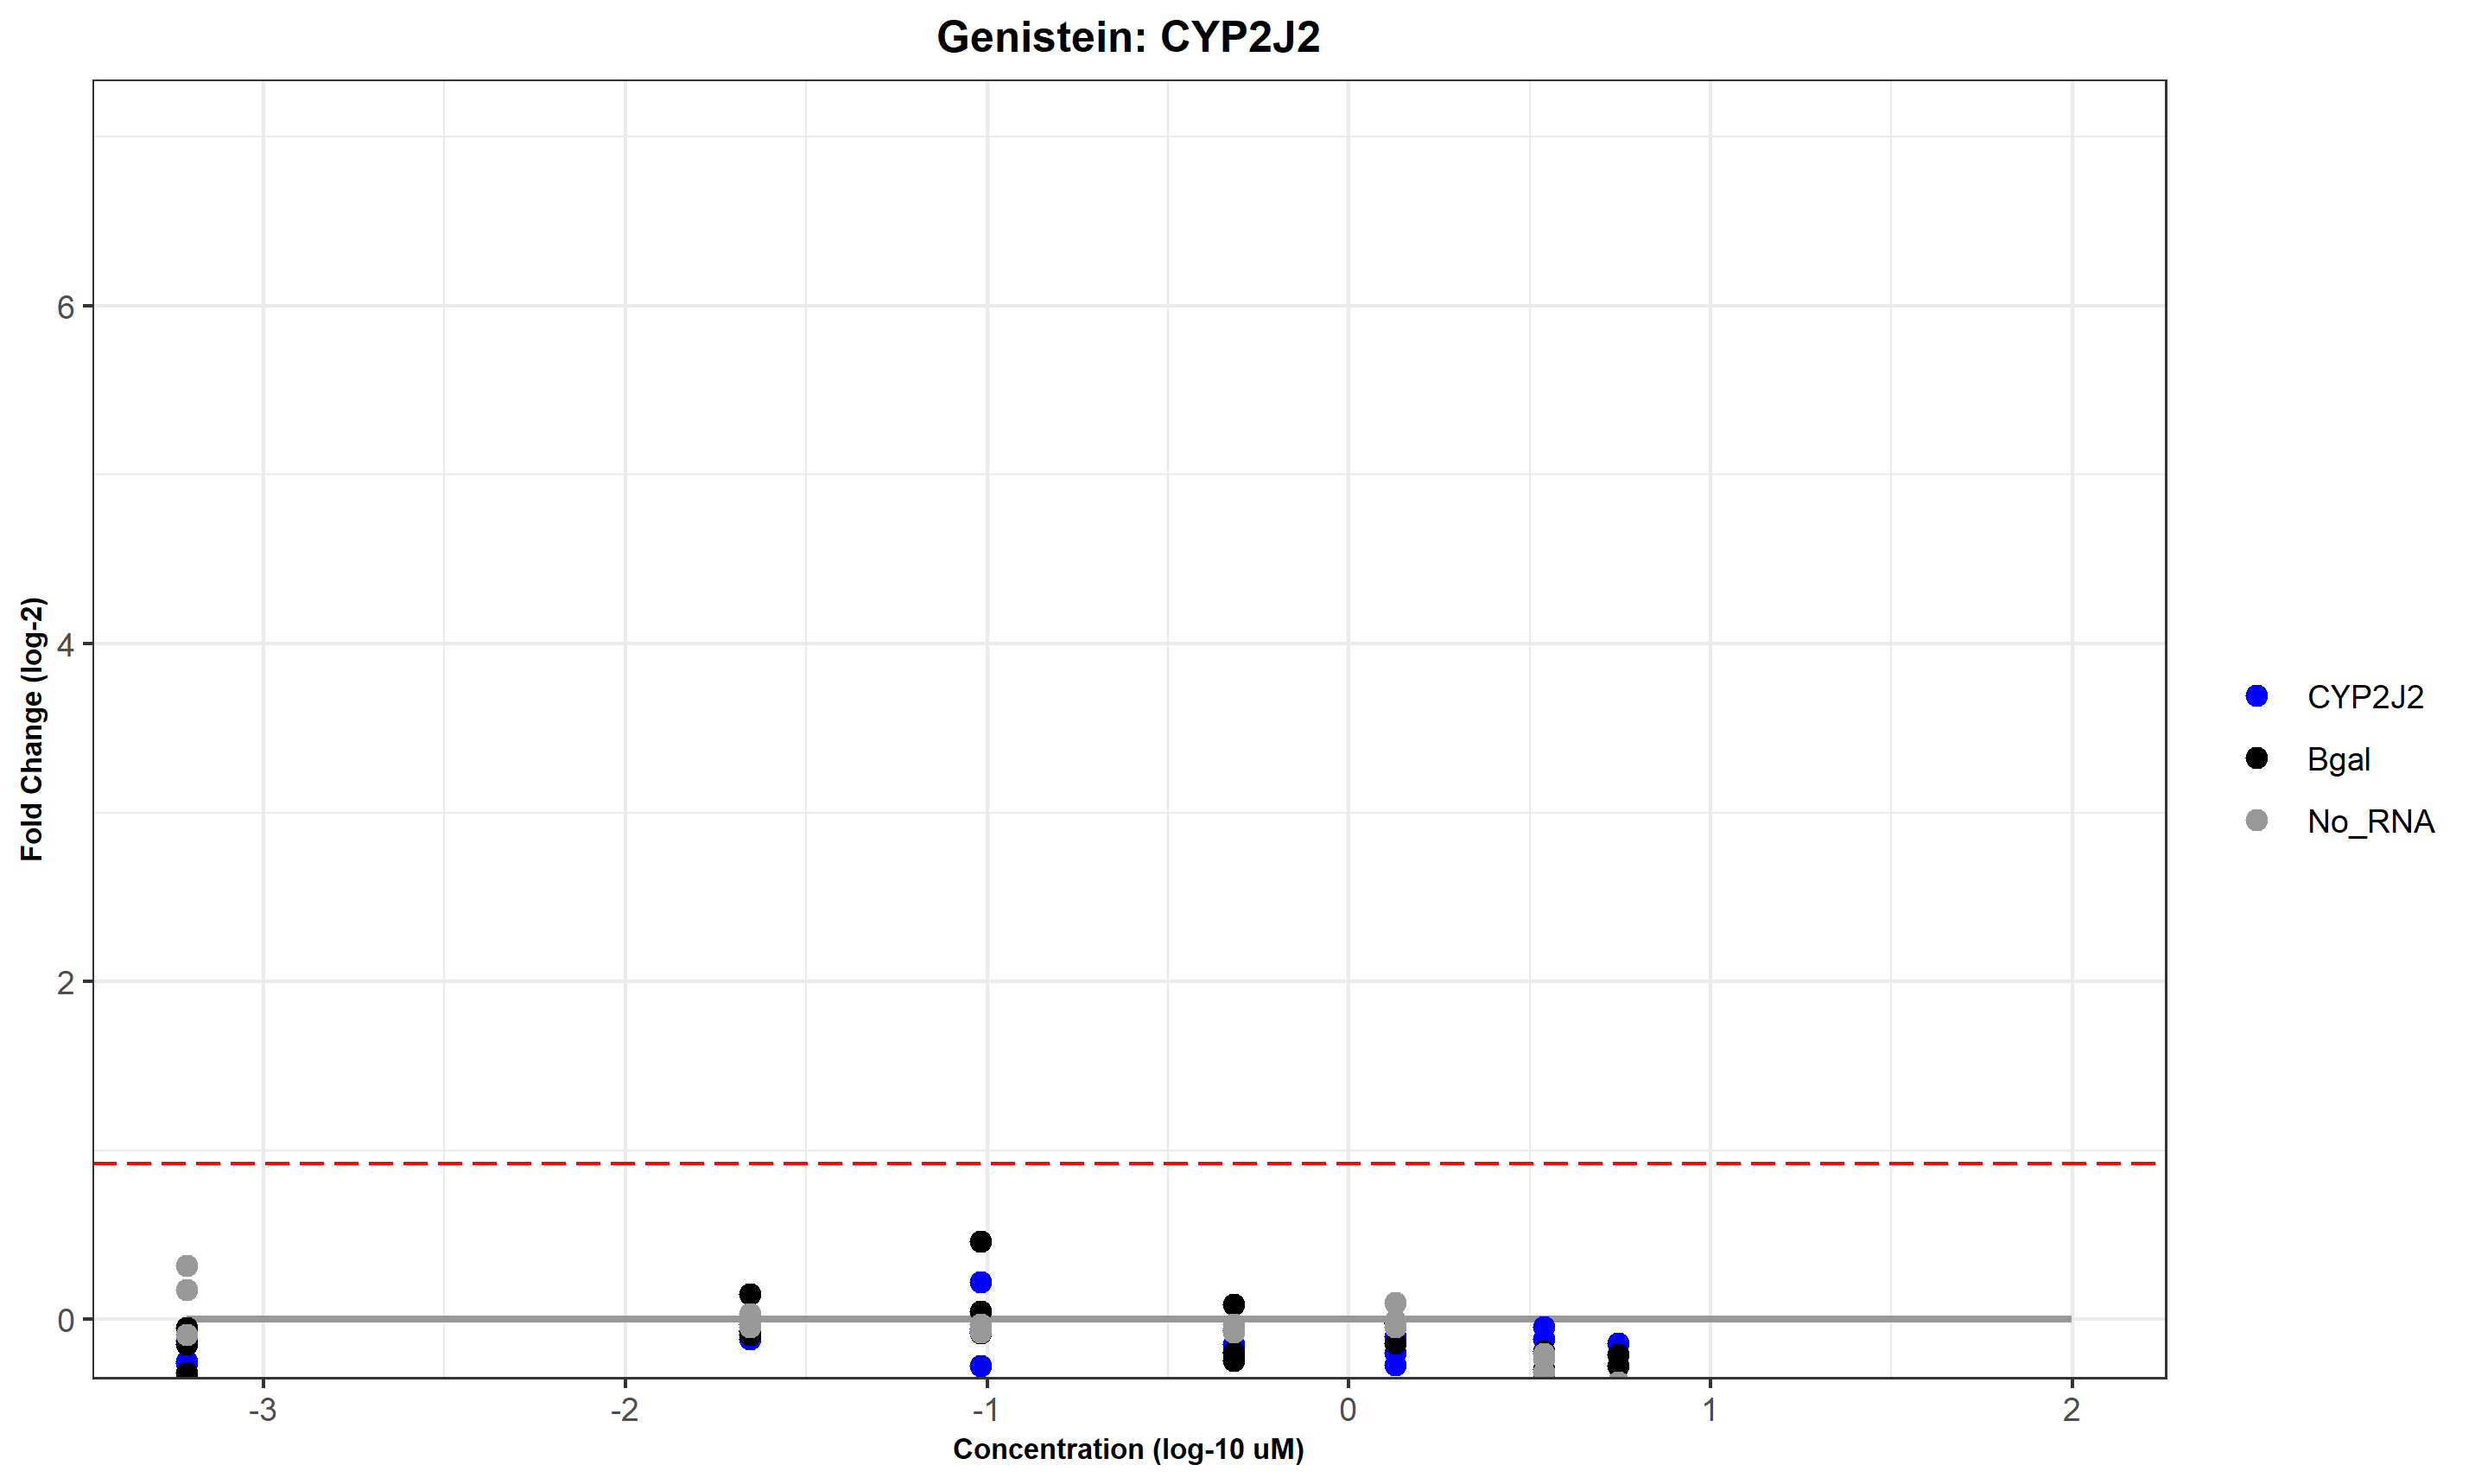 Genistein: CYP2J2
Fold Change (log-2)
6
4
2
0
-3 -2 -1 0 1 2
Concentration (log-10 uM)
CYP2J2
Bgal
No_RNA